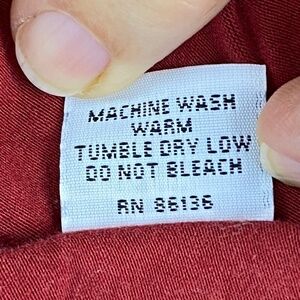 MACHINE WASH
WARM
TUMBLE DRY LOW
DO NOT BLEACH
RN 86136